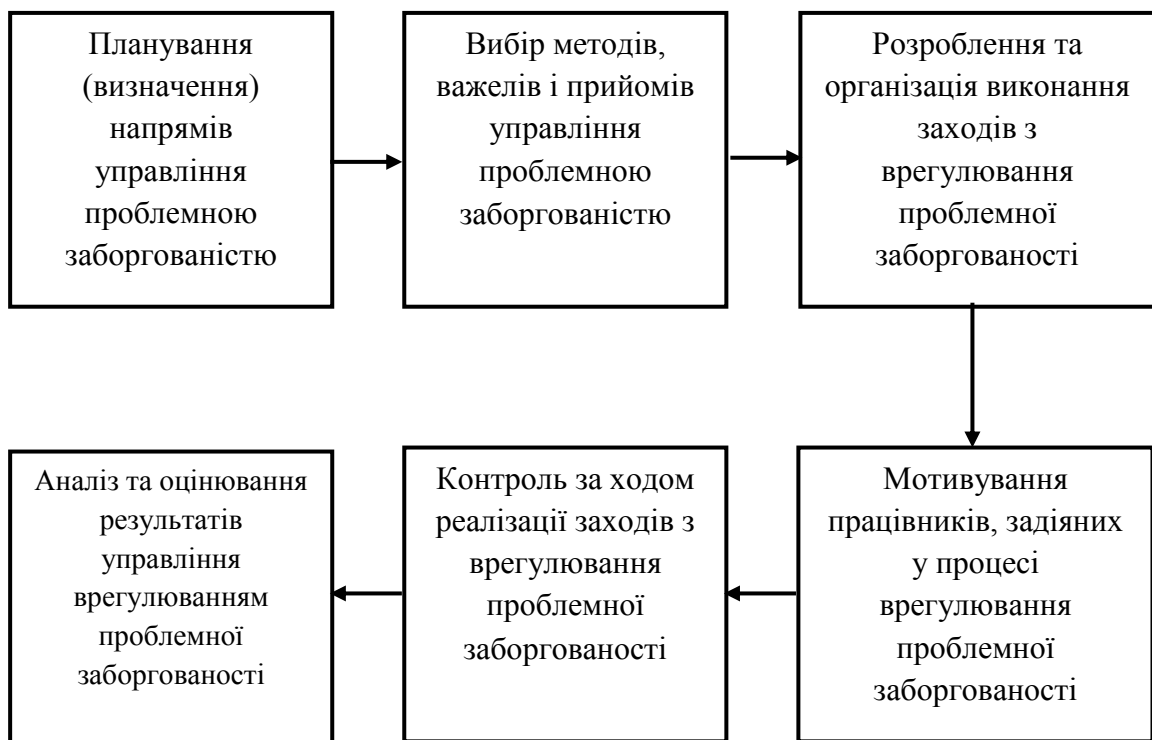 Планування
(визначення)
напрямів
управління
проблемною
заборгованістю
Вибір методів,
важелів і прийомів
управління
проблемною
заборгованістю
Розроблення та
організація виконання
заходів з
врегулювання
проблемної
заборгованості
Мотивування
працівників, задіяних
у процесі
врегулювання
проблемної
заборгованості
Контроль за ходом
реалізації заходів з
врегулювання
проблемної
заборгованості
Аналіз та оцінювання
результатів
управління
врегулюванням
проблемної
заборгованості